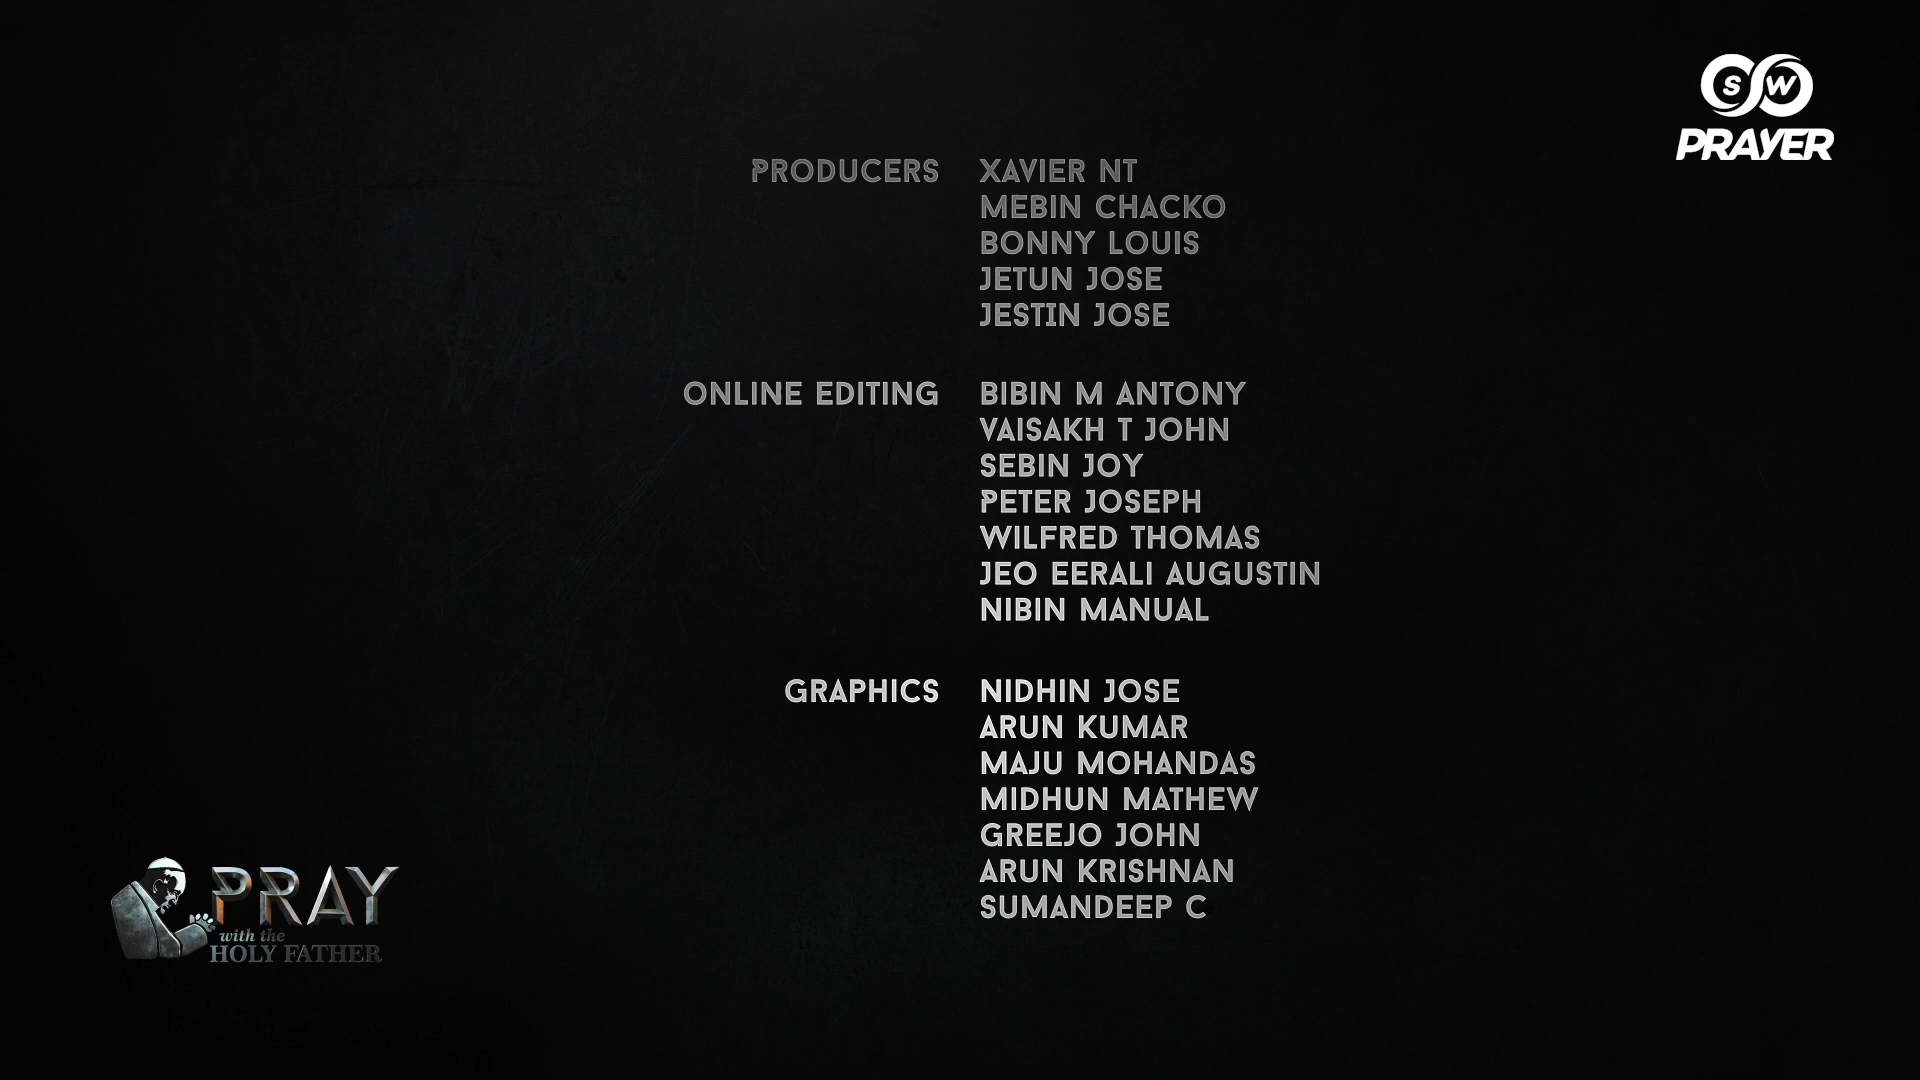 SW
PRAYER
PRODUCERS XAVIER NT
MEBIN CHACKO
BONNY LOUIS
JETUN JOSE
JESTIN JOSE
ONLINE EDITING BIBIN M ANTONY
VAISAKH T JOHN
SEBIN JOY
PETER JOSEPH
WILFRED THOMAS
JEO EERALI AUGUSTIN
NIBIN MANUAL
GRAPHICS NIDHIN JOSE
ARUN KUMAR
MAJU MOHANDAS
MIDHUN MATHEW
GREEJO JOHN
ARUN KRISHNAN
SUMANDEEP C
PRAY
with the
HOLY FATHER